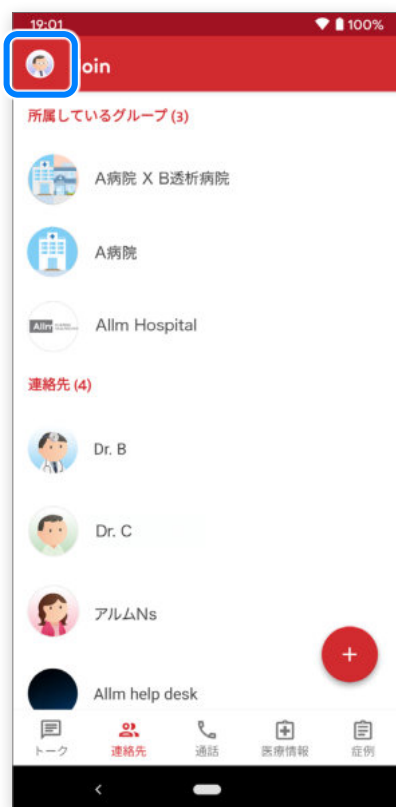 19:01 100%
oin
所属しているグループ (3)
A病院 X B透析病院
A病院
Allm
Allm Hospital
連絡先 (4)
Dr. B
Dr. C
アルムNs
Allm help desk
トーク 連絡先 通話 医療情報 症例